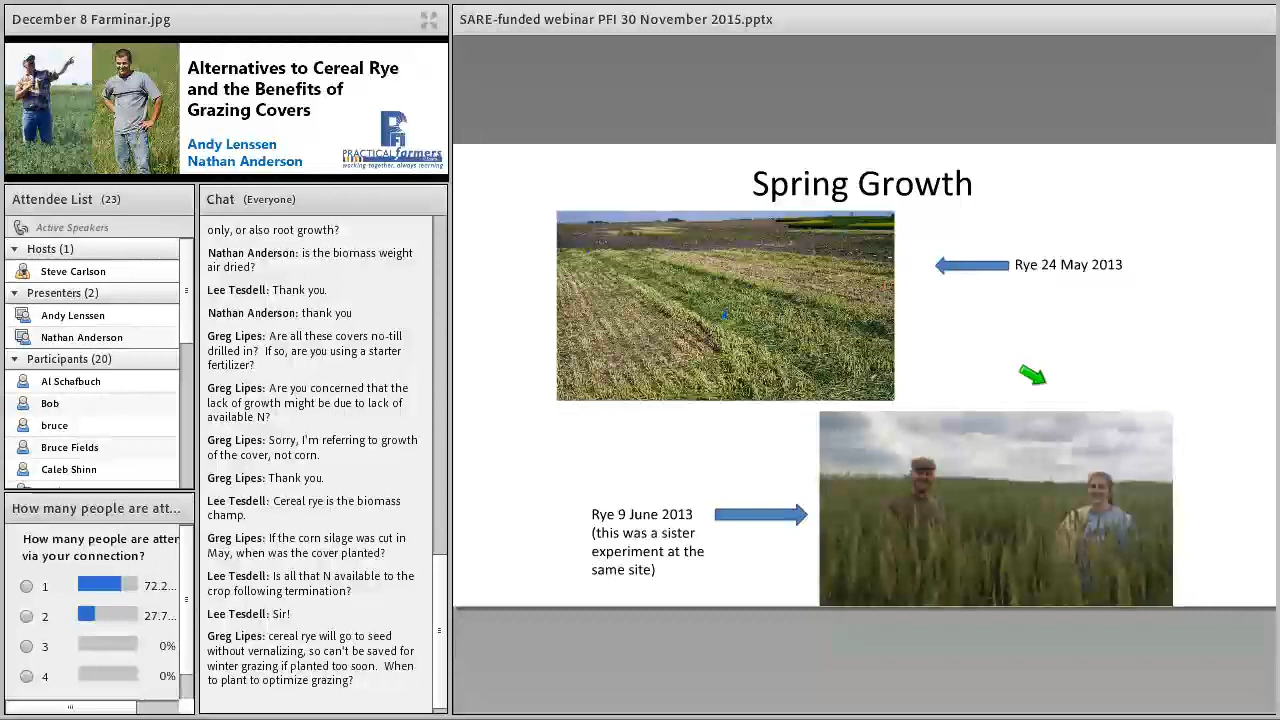 December 8 Farminar.jpg
Alternatives to Cereal Rye
and the Benefits of
Grazing Covers
Andy Lenssen
Nathan Anderson
PRACTICAL farmers
working together, always learning
Attendee List (23)
Active Speakers
Hosts (1)
Steve Carlson
Presenters (2)
Andy Lenssen
Nathan Anderson
Participants (20)
Al Schafbuch
Bob
bruce
Bruce Fields
Caleb Shinn
How many people are att...
How many people are atter
via your connection?
1 72.2...
2 27.7...
3 0%
4 0%
Chat (Everyone)
only, or also root growth?
Nathan Anderson: is the biomass weight
air dried?
Lee Tesdell: Thank you.
Nathan Anderson: thank you
Greg Lipes: Are all these covers no-till
drilled in? If so, are you using a starter
fertilizer?
Greg Lipes: Are you concerned that the
lack of growth might be due to lack of
available N?
Greg Lipes: Sorry, I'm referring to growth
of the cover, not corn.
Greg Lipes: Thank you.
Lee Tesdell: Cereal rye is the biomass
champ.
Greg Lipes: If the corn silage was cut in
May, when was the cover planted?
Lee Tesdell: Is all that N available to the
crop following termination?
Lee Tesdell: Sir!
Greg Lipes: cereal rye will go to seed
without vernalizing, so can't be saved for
winter grazing if planted too soon. When
to plant to optimize grazing?
SARE-funded webinar PFI 30 November 2015.pptx
Spring Growth
Rye 24 May 2013
Rye 9 June 2013
(this was a sister
experiment at the
same site)